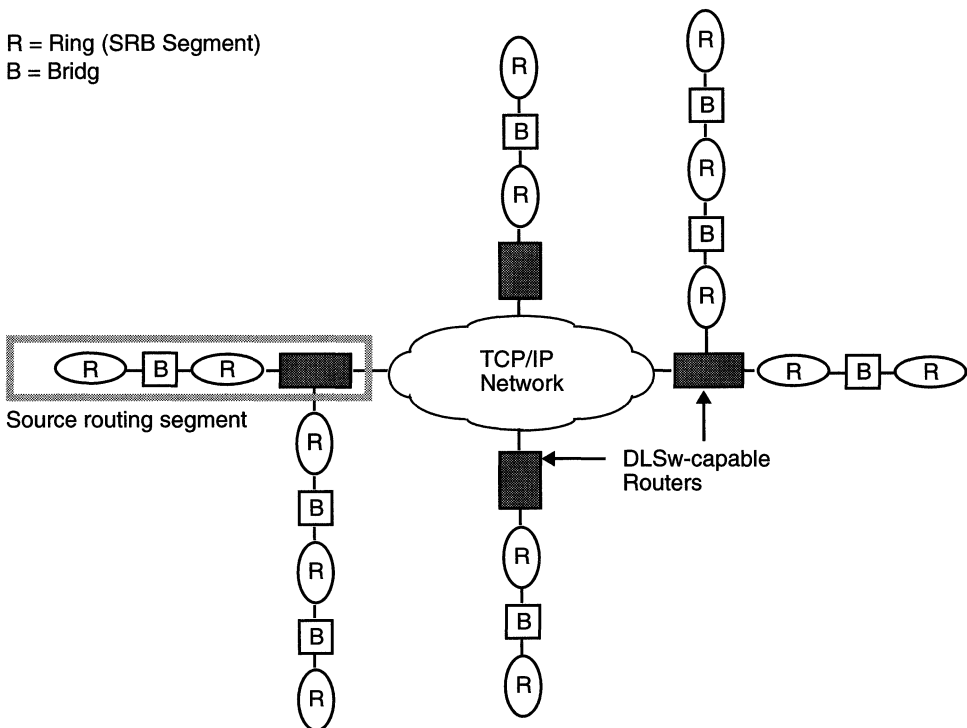 R = Ring (SRB Segment)
B = Bridg
R
B
R
R
B
R
B
R
R
B
R
Source routing segment
TCP/IP
Network
R
B
R
R
B
R
B
R
DLSw-capable
Routers
R
B
R